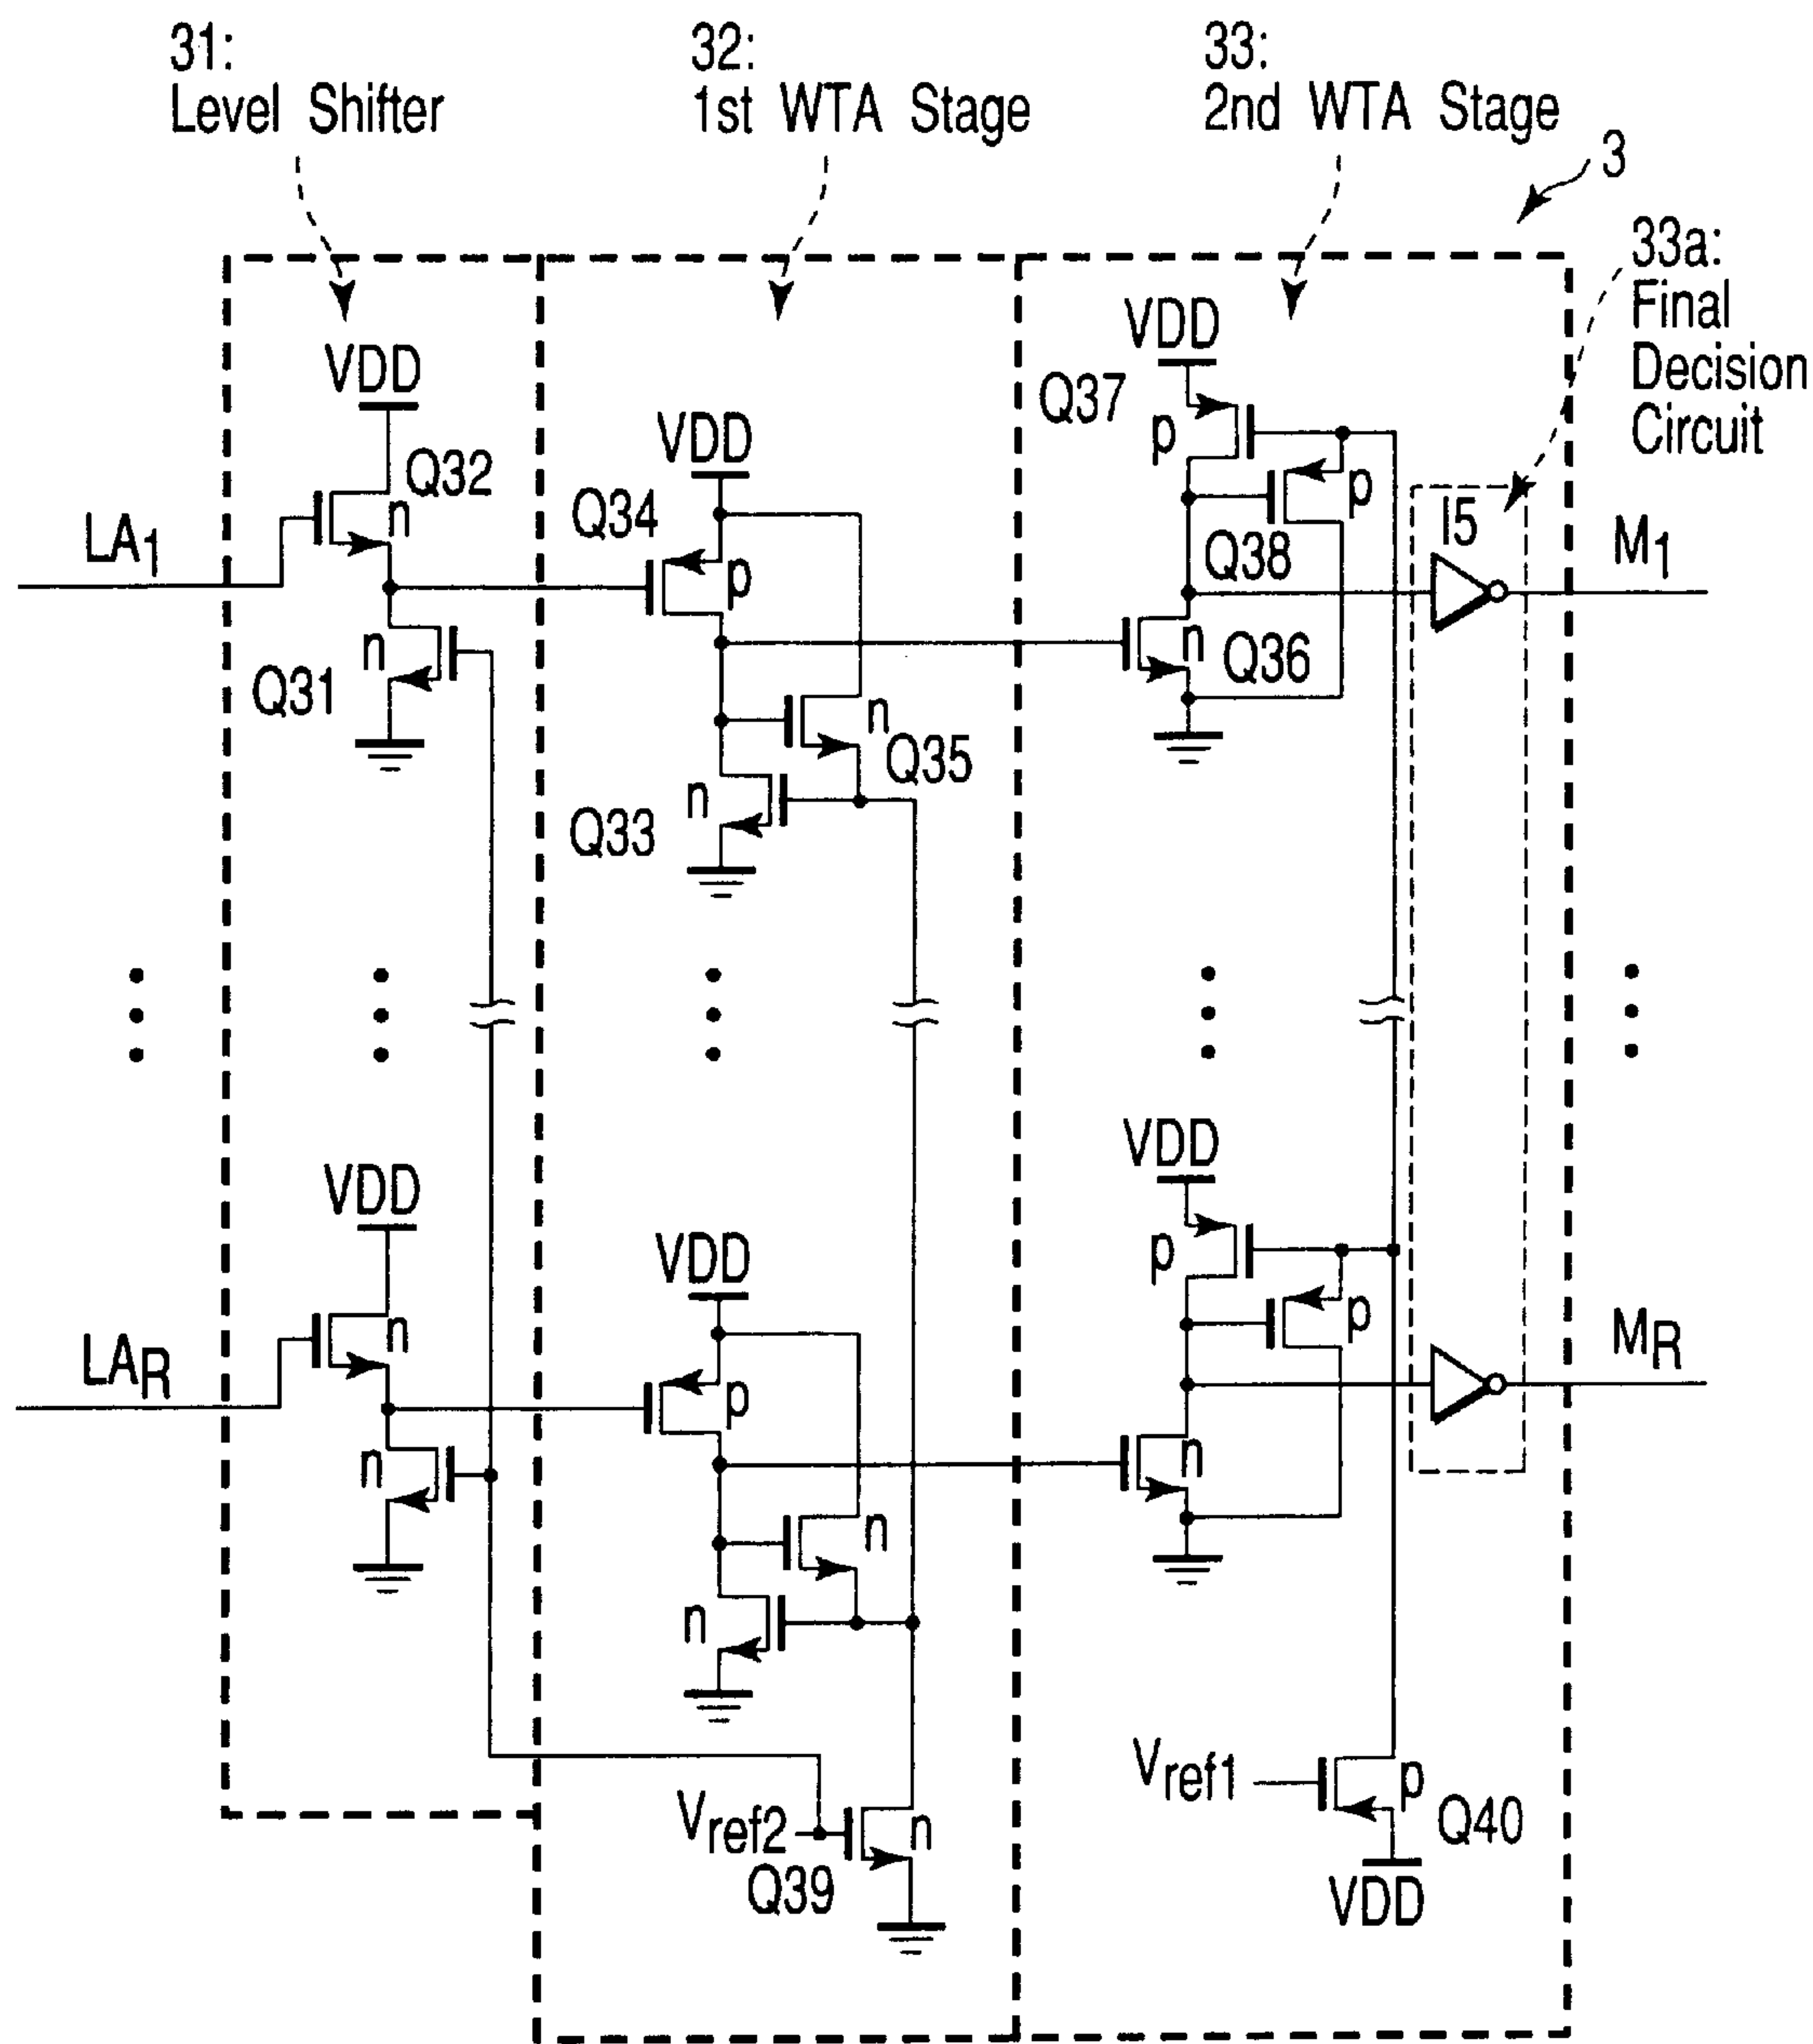 31:
Level Shifter
32:
1st WTA Stage
33:
2nd WTA Stage
3
33a:
Final
Decision
Circuit
VDD
Q32
n
LA1
n
Q31
VDD
Q34
p
n
Q35
n
Q33
VDD
Q37
p
p
Q38
n
Q36
I5
M1
VDD
n
LAR
n
VDD
p
n
n
VDD
p
p
n
MR
Vref2
n
Q39
Vref1
p
Q40
VDD